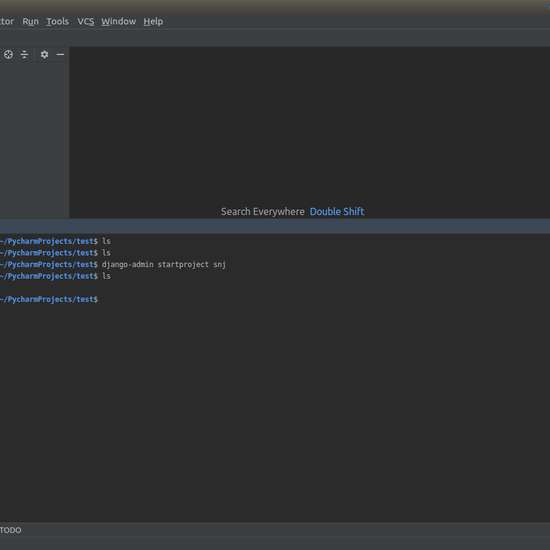 tor Run Tools VCS Window Help
Search Everywhere Double Shift
~/PycharmProjects/test$ ls
~/PycharmProjects/test$ ls
~/PycharmProjects/test$ django-admin startproject snj
~/PycharmProjects/test$ ls
~/PycharmProjects/test$
TODO